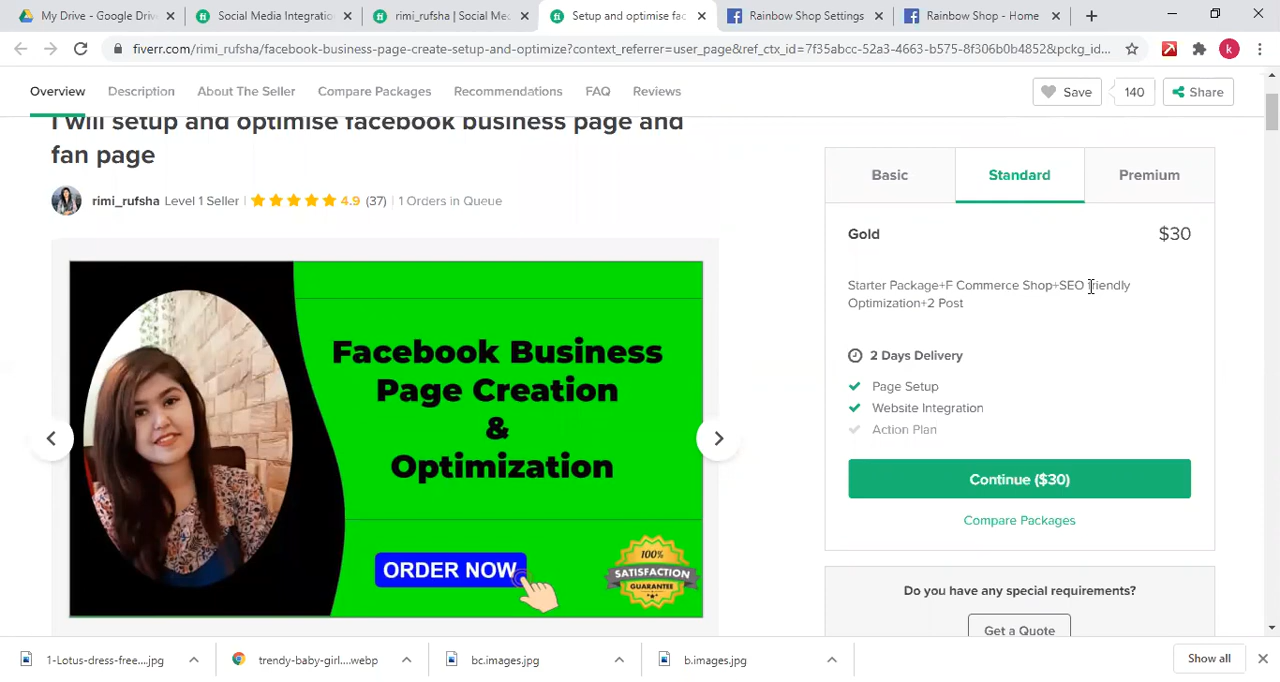 My Drive - Google Driv
Social Media Integratio
rimi_rufsha | Social Me
Setup and optimise fac
Rainbow Shop Settings
Rainbow Shop - Home
fiverr.com/rimi_rufsha/facebook-business-page-create-setup-and-optimize?context_referrer=user_page&ref_ctx_id=7f35abcc-52a3-4663-b575-8f306b0b4852&pckg_id...
k
Overview
Description
About The Seller
Compare Packages
Recommendations
FAQ
Reviews
Save
140
Share
I will setup and optimise facebook business page and
fan page
rimi_rufsha Level 1 Seller
4.9 (37)
1 Orders in Queue
Facebook Business
Page Creation
&
Optimization
ORDER NOW
100%
SATISFACTION
GUARANTEE
Basic
Standard
Premium
Gold
$30
Starter Package+F Commerce Shop+SEO friendly
Optimization+2 Post
2 Days Delivery
Page Setup
Website Integration
Action Plan
Continue ($30)
Compare Packages
Do you have any special requirements?
Get a Quote
1-Lotus-dress-free....jpg
trendy-baby-girl....webp
bc.images.jpg
b.images.jpg
Show all